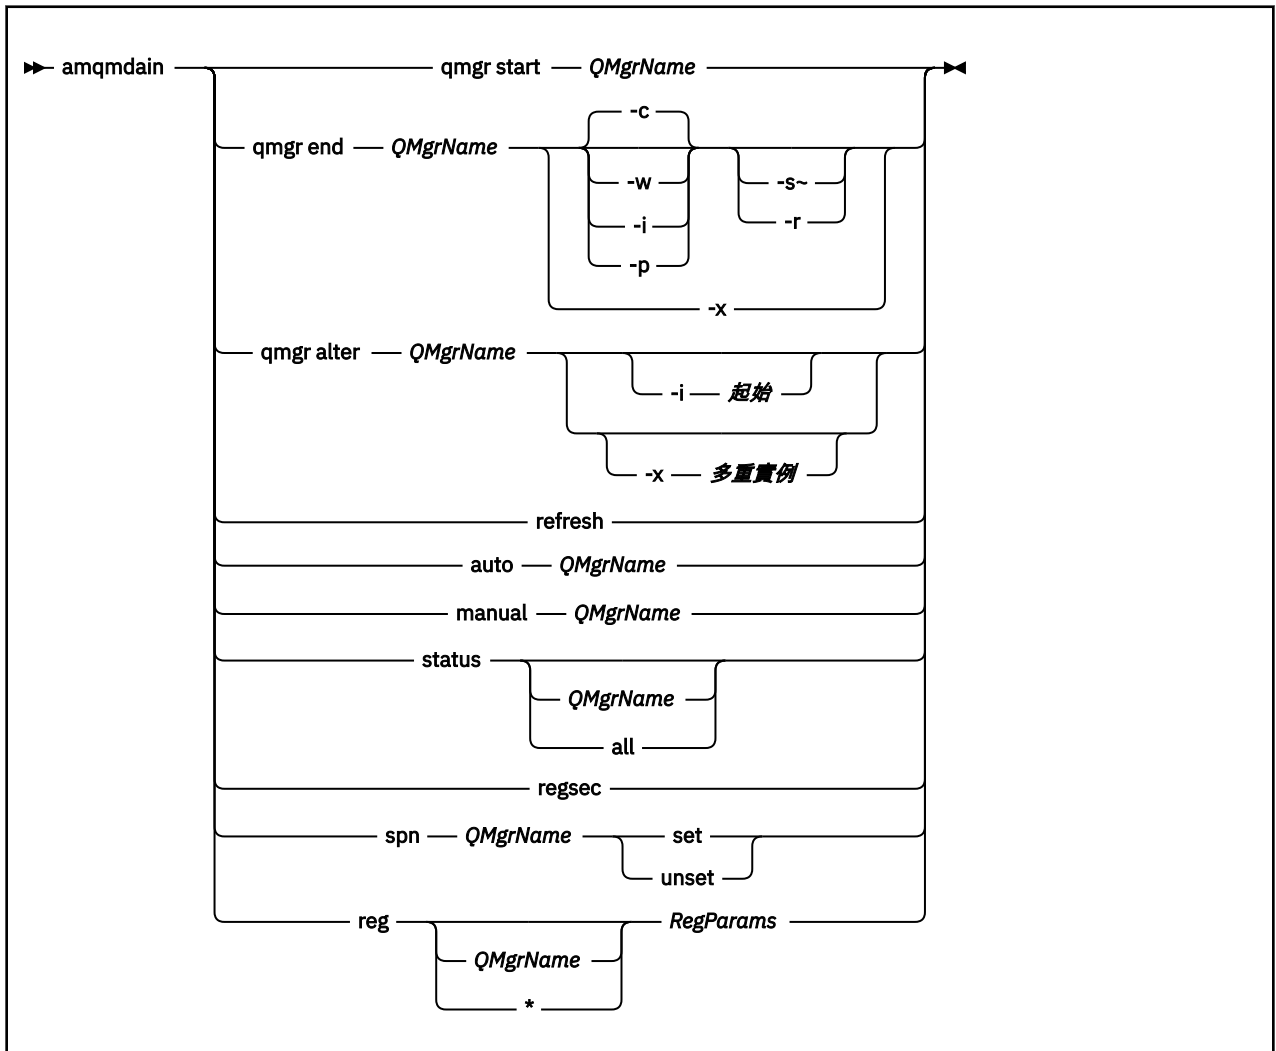 amqmdain qmgr start QMgrName
-c
qmgr end QMgrName
-w -s~
-i -r
-p
-x
qmgr alter QMgrName
-i 起始
-x 多重實例
refresh
auto QMgrName
manual QMgrName
status
QMgrName
all
regsec
spn QMgrName set
unset
reg RegParams
QMgrName
*